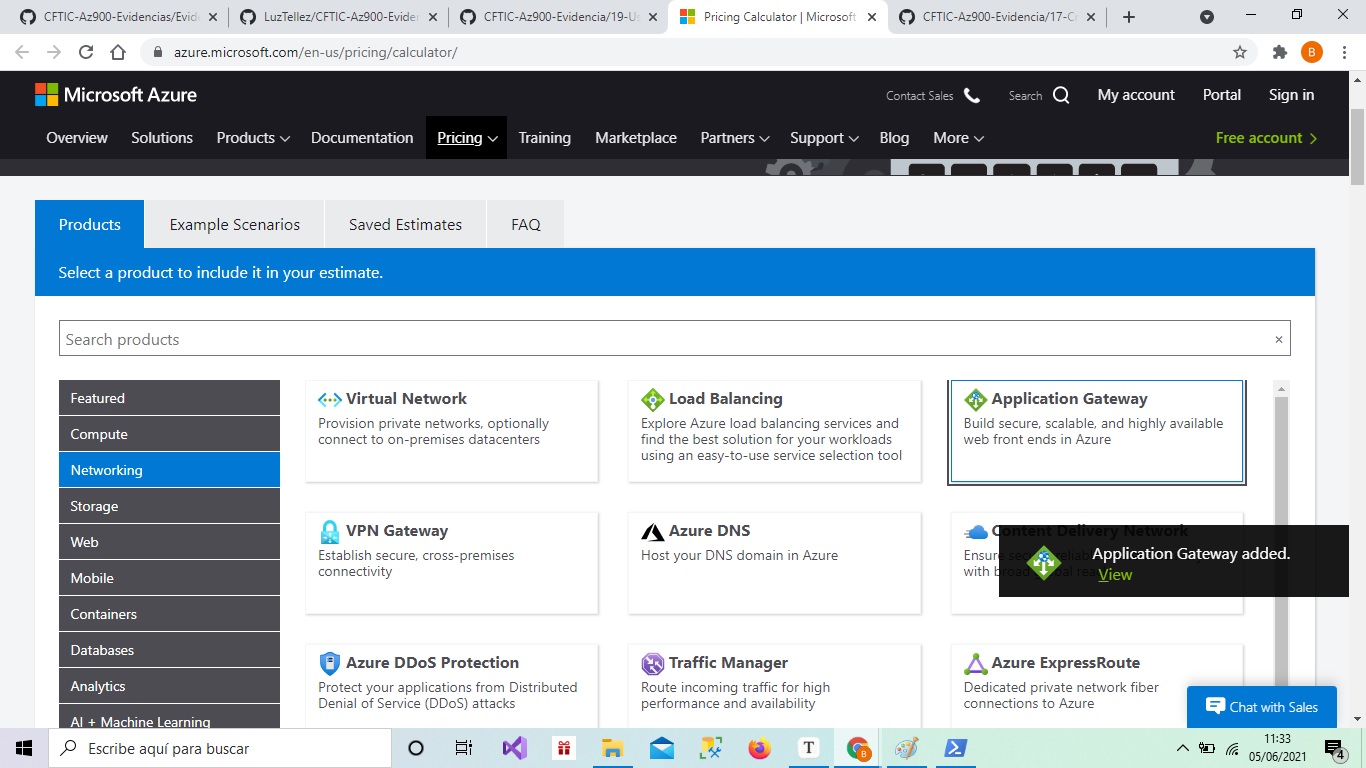 CFTIC-Az900-Evidencias/Evid
LuzTellez/CFTIC-Az900-Eviden
CFTIC-Az900-Evidencia/19-U
Pricing Calculator | Microsoft
CFTIC-Az900-Evidencia/17-C
azure.microsoft.com/en-us/pricing/calculator/
B
Microsoft Azure
Contact Sales
Search
My account
Portal
Sign in
Overview
Solutions
Products
Documentation
Pricing
Training
Marketplace
Partners
Support
Blog
More
Free account
Products
Example Scenarios
Saved Estimates
FAQ
Select a product to include it in your estimate.
Search products
Featured
Compute
Networking
Storage
Web
Mobile
Containers
Databases
Analytics
AI + Machine Learning
Virtual Network
Provision private networks, optionally
connect to on-premises datacenters
Load Balancing
Explore Azure load balancing services and
find the best solution for your workloads
using an easy-to-use service selection tool
Application Gateway
Build secure, scalable, and highly available
web front ends in Azure
VPN Gateway
Establish secure, cross-premises
connectivity
Azure DNS
Host your DNS domain in Azure
Content Delivery Network
Ensure
with broad
Application Gateway added.
View
Azure DDoS Protection
Protect your applications from Distributed
Denial of Service (DDoS) attacks
Traffic Manager
Route incoming traffic for high
performance and availability
Azure ExpressRoute
Dedicated private network fiber
connections to Azure
Chat with Sales
Escribe aquí para buscar
T
B
11:33
05/06/2021
4